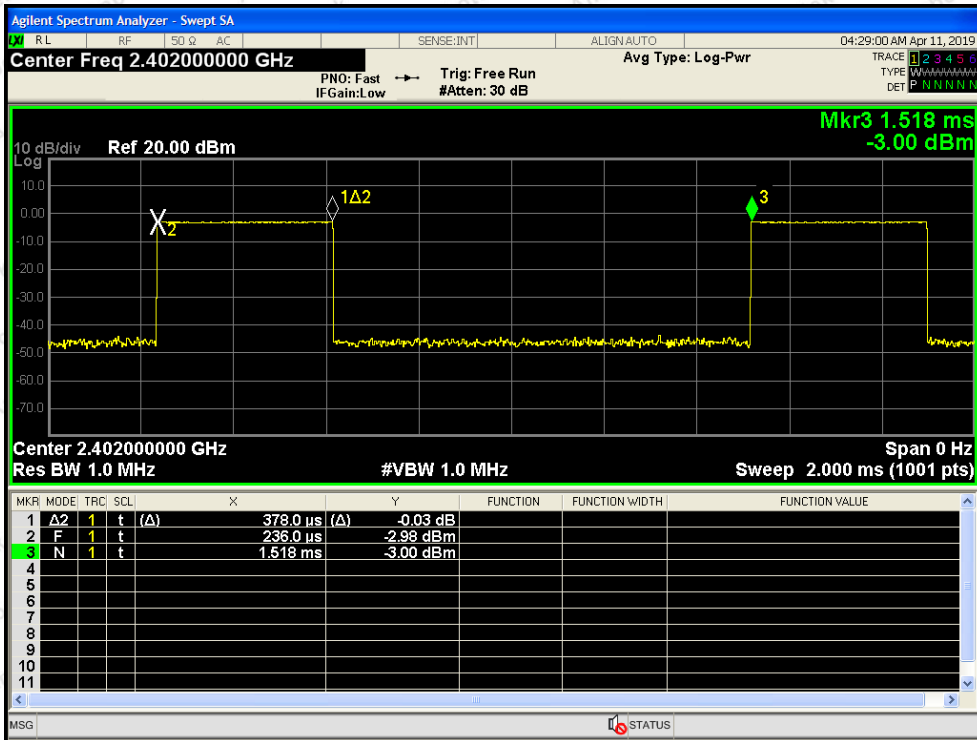 Agilent Spectrum Analyzer - Swept SA
LXI RL RF 50 Ω AC SENSE:INT ALIGN AUTO 04:29:00 AM Apr 11, 2019
Center Freq 2.402000000 GHz
PNO: Fast
IFGain:Low
Trig: Free Run
#Atten: 30 dB
Avg Type: Log-Pwr
TRACE 1 2 3 4 5 6
TYPE WWWWWW
DET P N N N N N
Mkr3 1.518 ms
-3.00 dBm
10 dB/div Ref 20.00 dBm
Log
10.0
0.00
-10.0
-20.0
-30.0
-40.0
-50.0
-60.0
-70.0
2
1Δ2
3
Center 2.402000000 GHz Span 0 Hz
Res BW 1.0 MHz #VBW 1.0 MHz Sweep 2.000 ms (1001 pts)
MKR MODE TRC SCL X Y FUNCTION FUNCTION WIDTH FUNCTION VALUE
1 Δ2 1 t (Δ) 378.0 µs (Δ) -0.03 dB
2 F 1 t 236.0 µs -2.98 dBm
3 N 1 t 1.518 ms -3.00 dBm
4
5
6
7
8
9
10
11
MSG STATUS